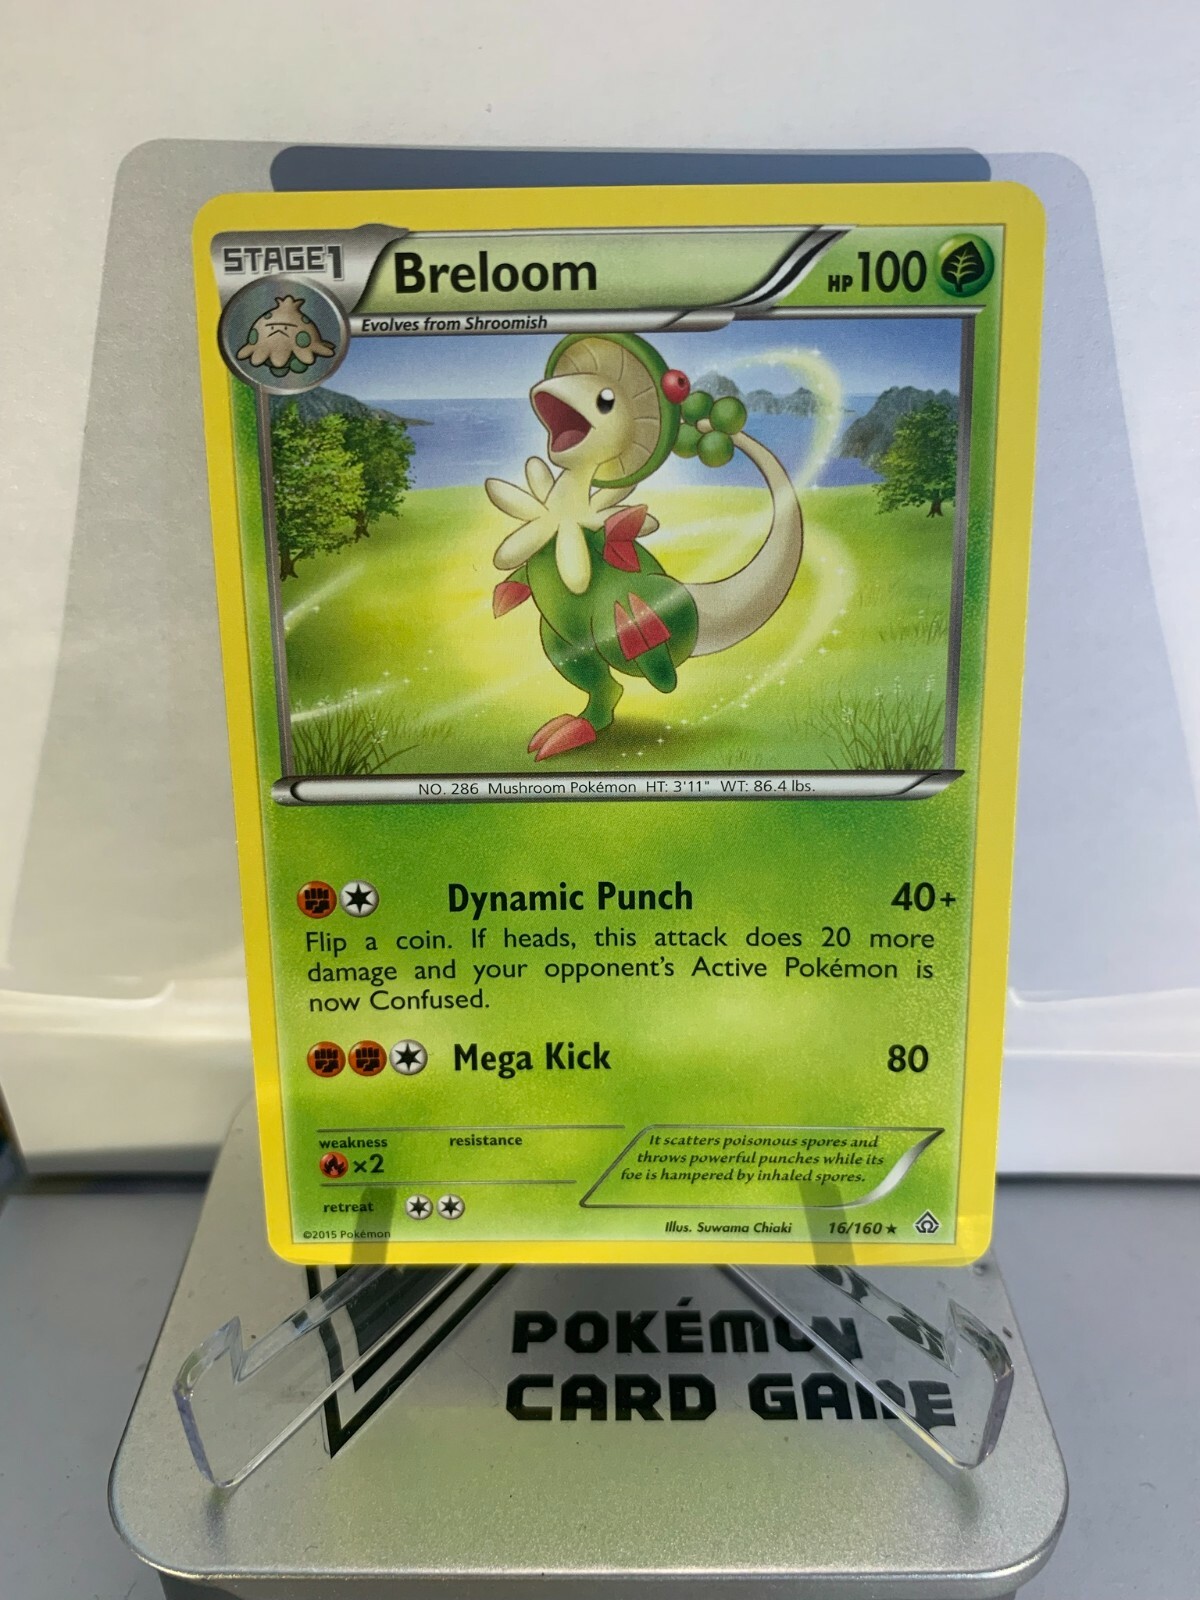 STAGE1
Breloom
HP100
Evolves from Shroomish
NO. 286 Mushroom Pokémon HT: 3'11" WT: 86.4 lbs.
Dynamic Punch 40+
Flip a coin. If heads, this attack does 20 more
damage and your opponent's Active Pokémon is
now Confused.
Mega Kick 80
weakness resistance
×2
It scatters poisonous spores and
throws powerful punches while its
foe is hampered by inhaled spores.
retreat
©2015 Pokémon
Illus. Suwama Chiaki 16/160 ★
POKÉMON
CARD GAME